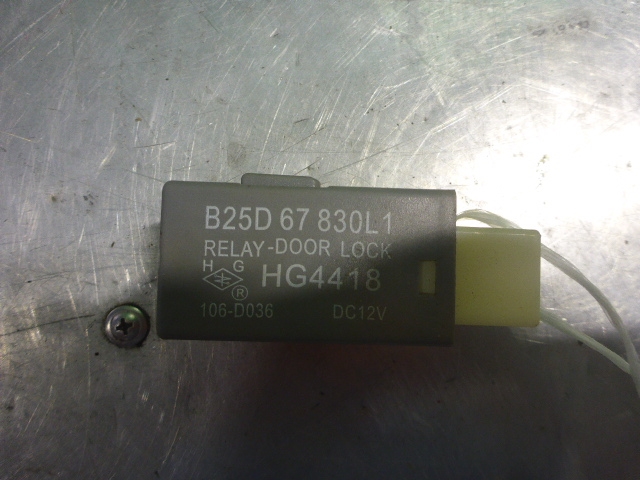 B25D 67 830L1
RELAY-DOOR LOCK
H G
HG4418
®
106-D036 DC12V